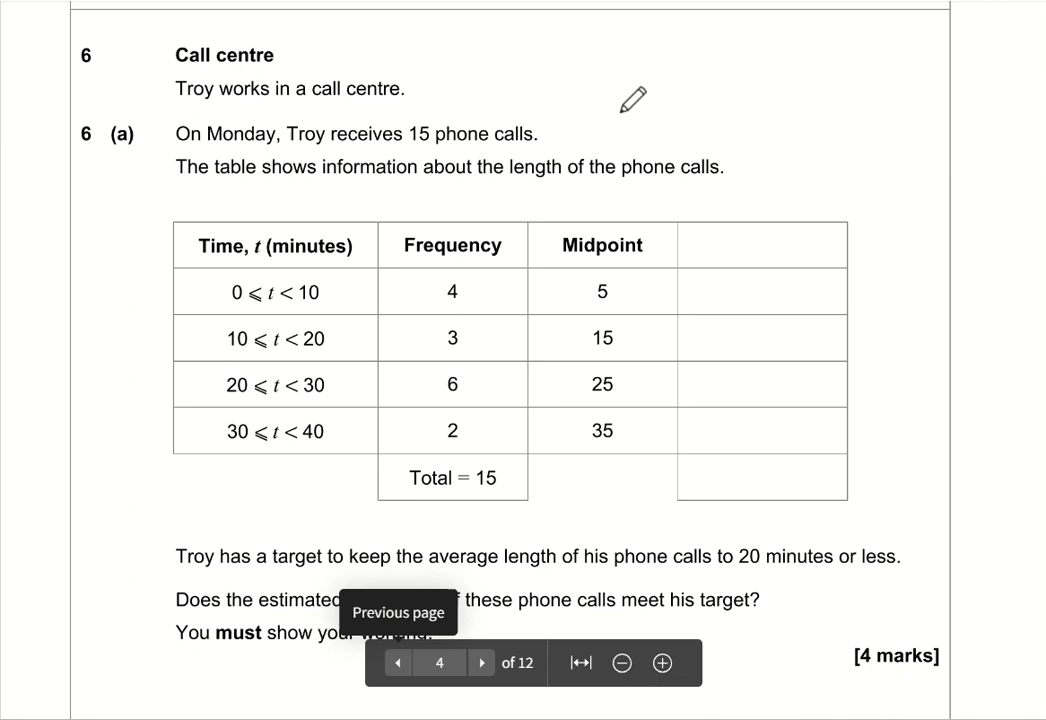 6 Call centre
Troy works in a call centre.
6 (a) On Monday, Troy receives 15 phone calls.
The table shows information about the length of the phone calls.
Time, t (minutes) Frequency Midpoint
0 ⩽ t < 10 4 5
10 ⩽ t < 20 3 15
20 ⩽ t < 30 6 25
30 ⩽ t < 40 2 35
Total = 15
Troy has a target to keep the average length of his phone calls to 20 minutes or less.
Does the estimated these phone calls meet his target?
Previous page
You must show your working.
4 of 12
[4 marks]